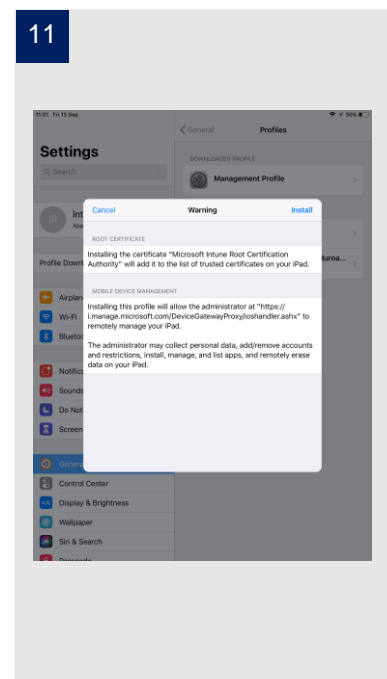 11
11:01 Fri 13 Sep
50%
General
Profiles
Settings
Search
DOWNLOADED PROFILE
Management Profile
IR
Int
Profile Down
Cancel
Warning
Install
ROOT CERTIFICATE
Installing the certificate "Microsoft Intune Root Certification
Authority" will add it to the list of trusted certificates on your iPad.
MOBILE DEVICE MANAGEMENT
Installing this profile will allow the administrator at "https://
i.manage.microsoft.com/DeviceGatewayProxy/ioshandler.ashx" to
remotely manage your iPad.
The administrator may collect personal data, add/remove accounts
and restrictions, install, manage, and list apps, and remotely erase
data on your iPad.
Airplan
Wi-Fi
Bluetoo
Notifica
Sounds
Do Not
Screen
Genera
Control Center
AA
Display & Brightness
Wallpaper
Siri & Search